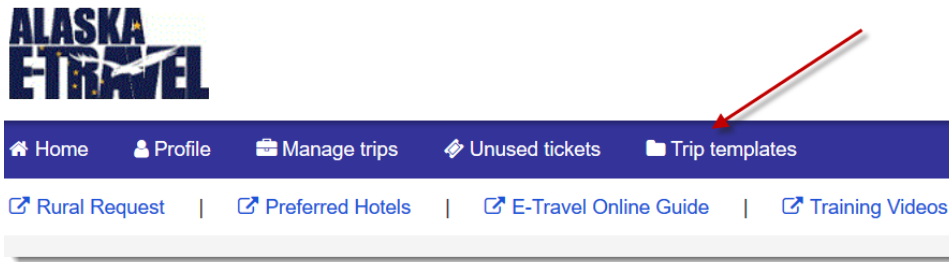 ALASKA
E-TRAVEL
Home Profile Manage trips Unused tickets Trip templates
Rural Request | Preferred Hotels | E-Travel Online Guide | Training Videos